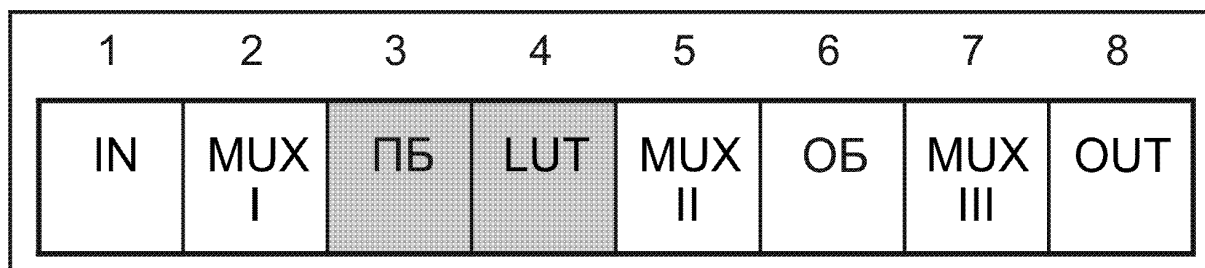 1 2 3 4 5 6 7 8
IN MUX ПБ LUT MUX ОБ MUX OUT
I II III